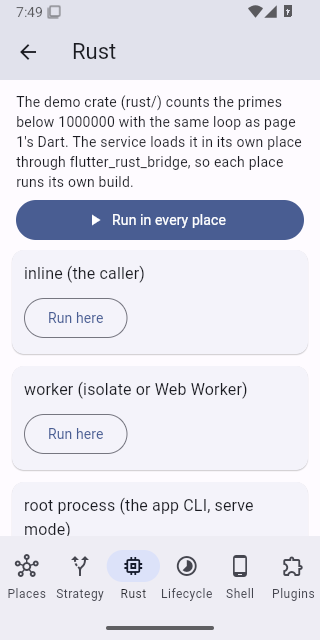 7:49
Rust
The demo crate (rust/) counts the primes
below 1000000 with the same loop as page
1's Dart. The service loads it in its own place
through flutter_rust_bridge, so each place
runs its own build.
Run in every place
inline (the caller)
Run here
worker (isolate or Web Worker)
Run here
root process (the app CLI, serve
mode)
Places Strategy Rust Lifecycle Shell Plugins